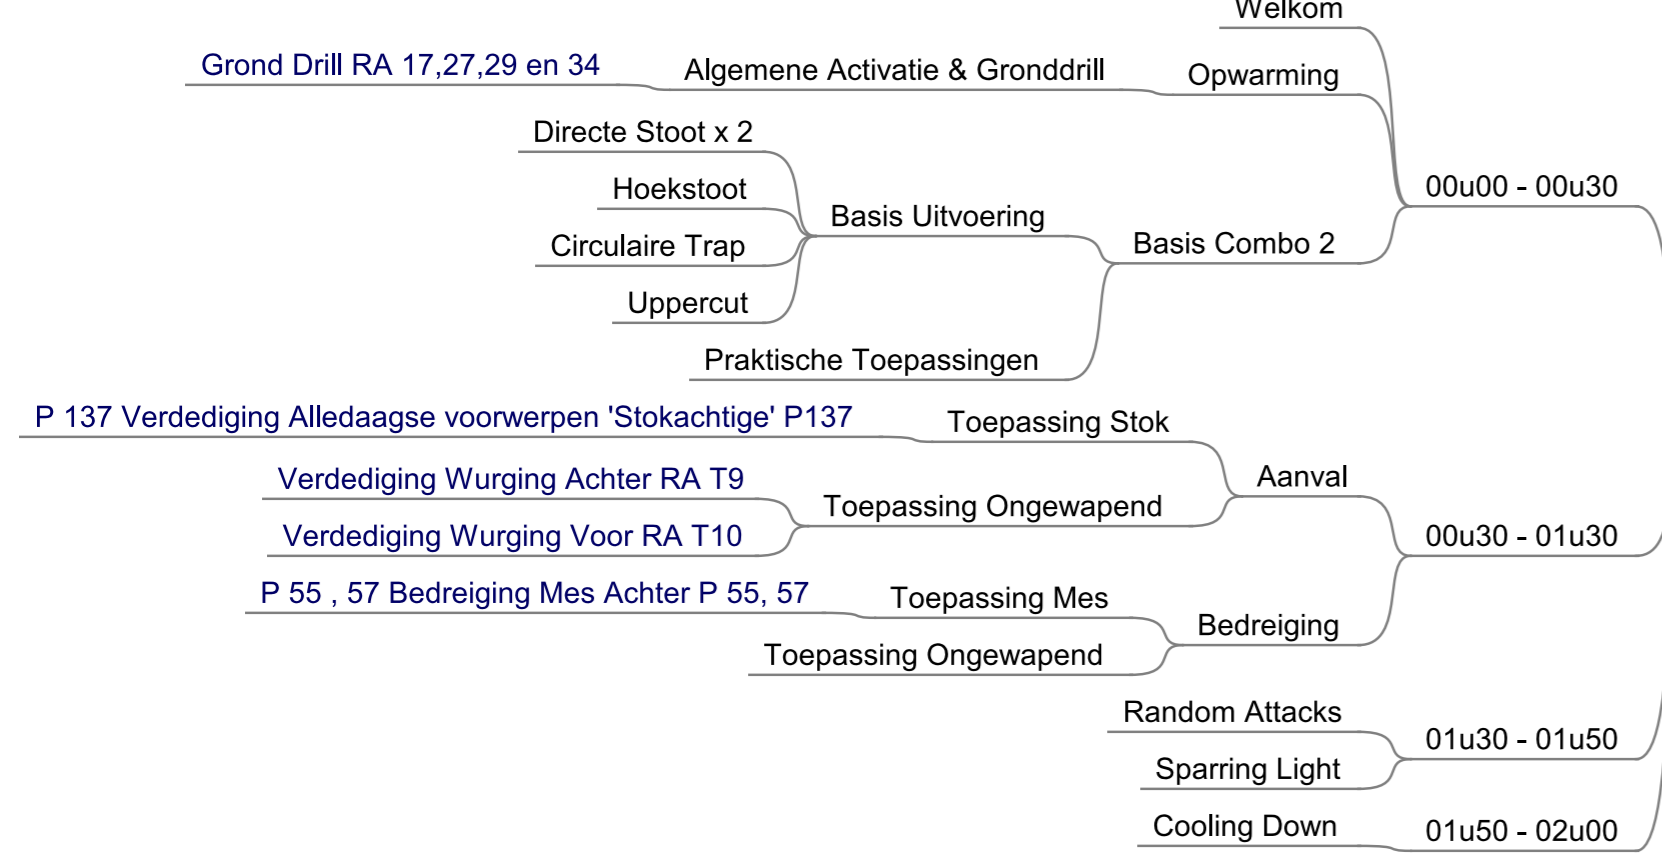 Welkom
Grond Drill RA 17,27,29 en 34
Algemene Activatie & Gronddrill
Opwarming
Directe Stoot x 2
Hoekstoot
Circulaire Trap
Uppercut
Basis Uitvoering
Praktische Toepassingen
Basis Combo 2
00u00 - 00u30
P 137 Verdediging Alledaagse voorwerpen 'Stokachtige' P137
Toepassing Stok
Verdediging Wurging Achter RA T9
Verdediging Wurging Voor RA T10
Toepassing Ongewapend
Aanval
P 55 , 57 Bedreiging Mes Achter P 55, 57
Toepassing Mes
Toepassing Ongewapend
Bedreiging
00u30 - 01u30
Random Attacks
Sparring Light
01u30 - 01u50
Cooling Down
01u50 - 02u00